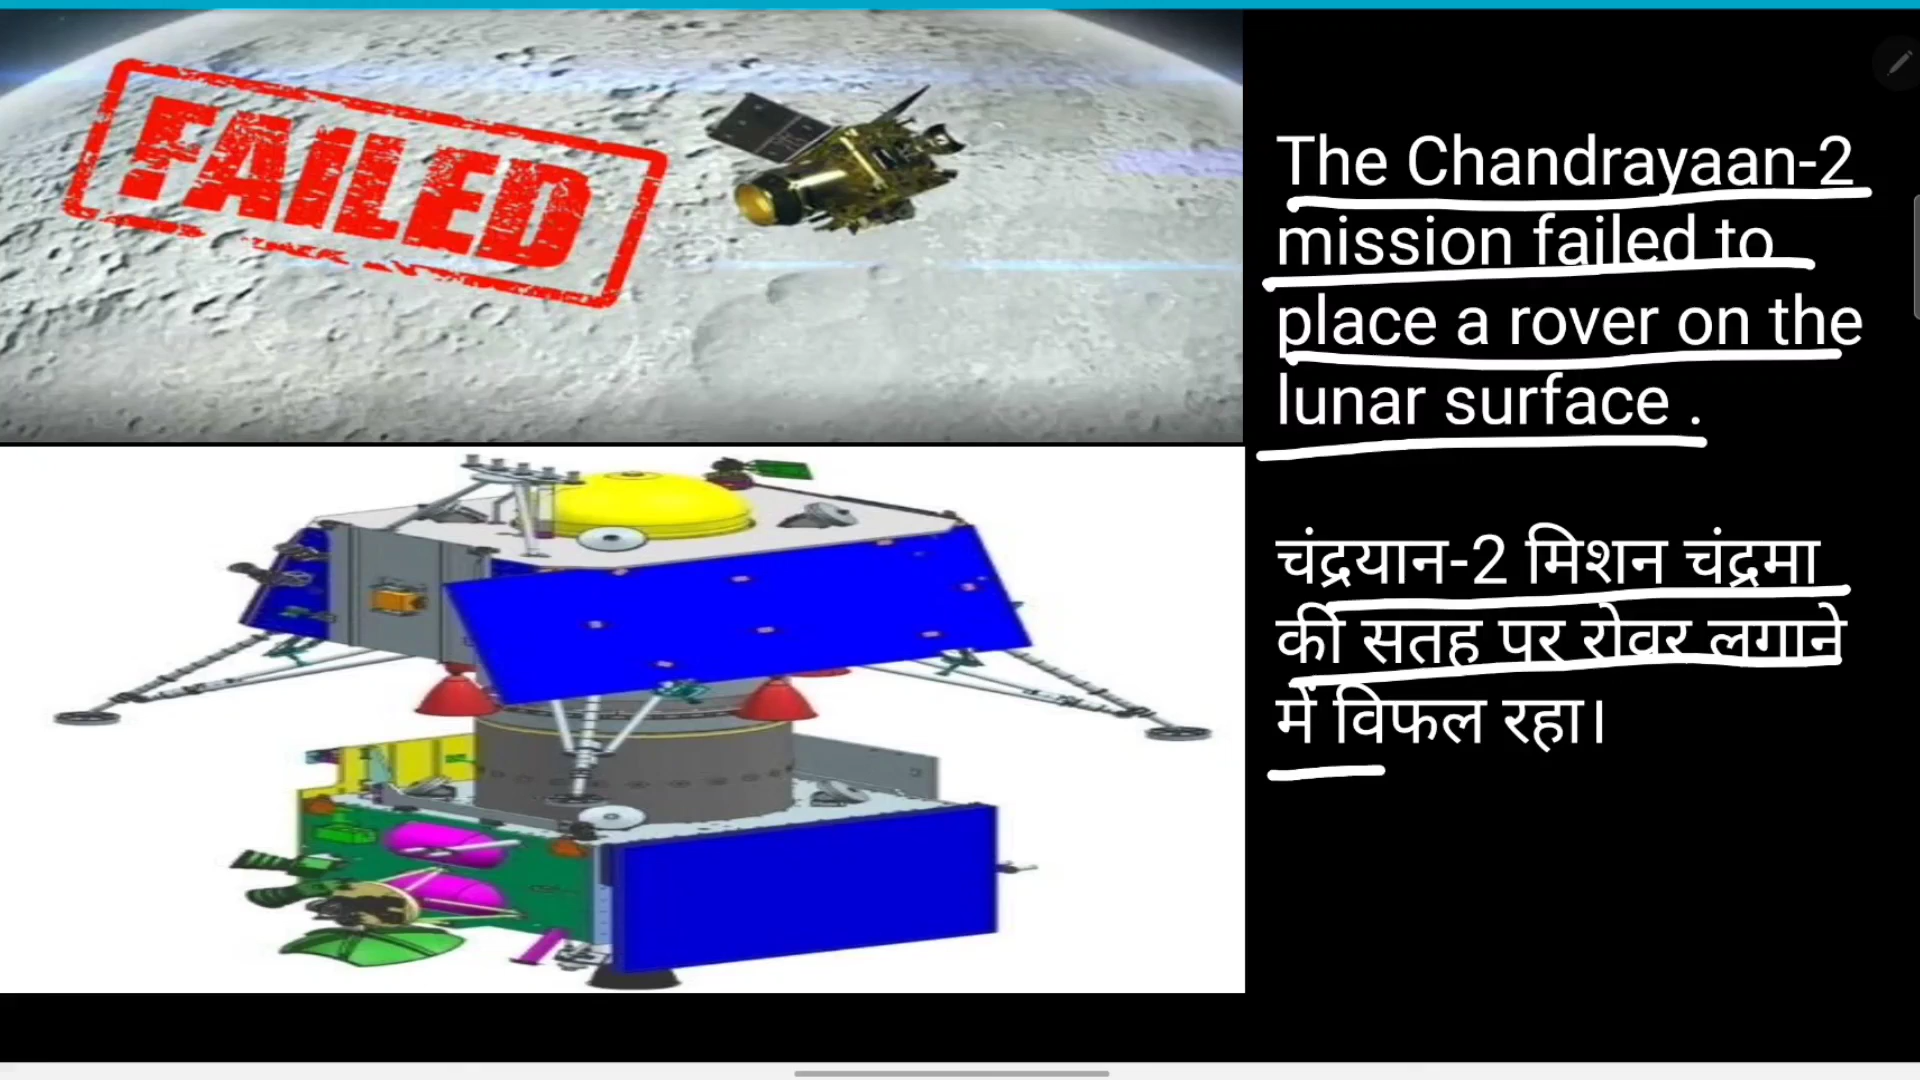 FAILED
The Chandrayaan-2
mission failed to
place a rover on the
lunar surface .
चंद्रयान-2 मिशन चंद्रमा
की सतह पर रोवर लगाने
में विफल रहा।